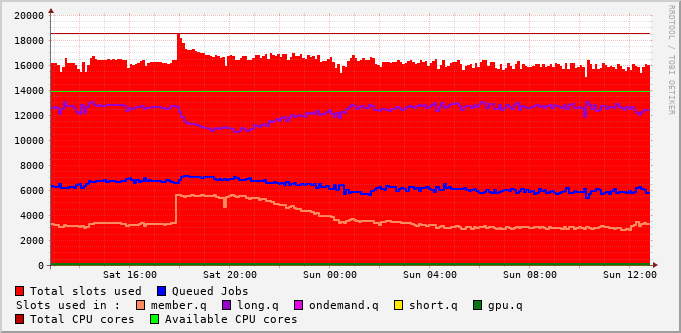 20000
18000
16000
14000
12000
10000
8000
6000
4000
2000
0
Sat 16:00 Sat 20:00 Sun 00:00 Sun 04:00 Sun 08:00 Sun 12:00
Total slots used Queued Jobs
Slots used in : member.q long.q ondemand.q short.q gpu.q
Total CPU cores Available CPU cores
RRDTOOL / TOBI OETIKER